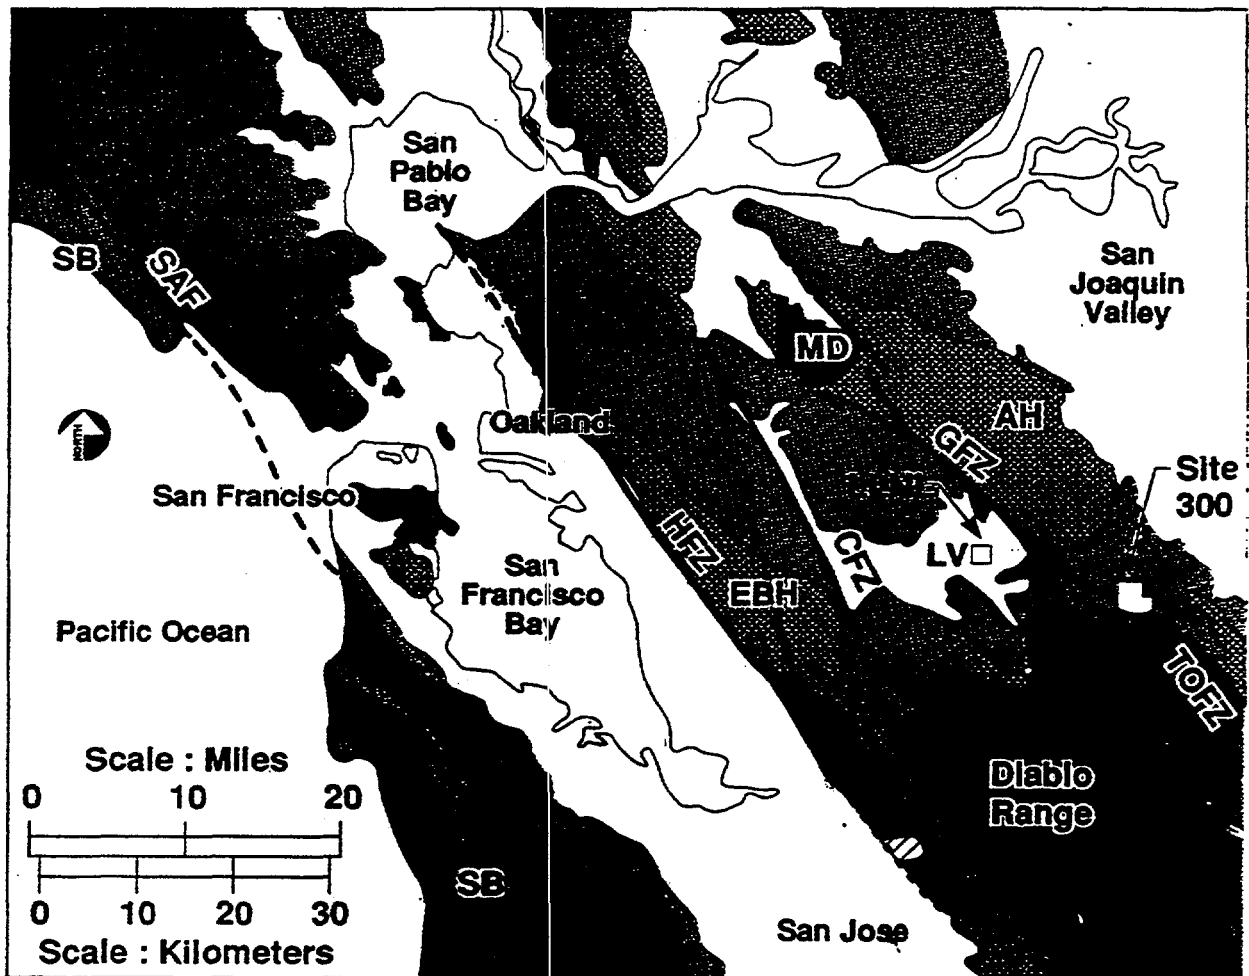 San
Pablo
Bay
SB
SAF
San
Joaquin
Valley
MD
AH
Oakland
GFZ
Site
300
San Francisco
HFZ
CFZ
LV
San
Francisco
Bay
EBH
Pacific Ocean
TOFZ
Scale : Miles
0 10 20
Diablo
Range
0 10 20 30
Scale : Kilometers
SB
San Jose
NORTH